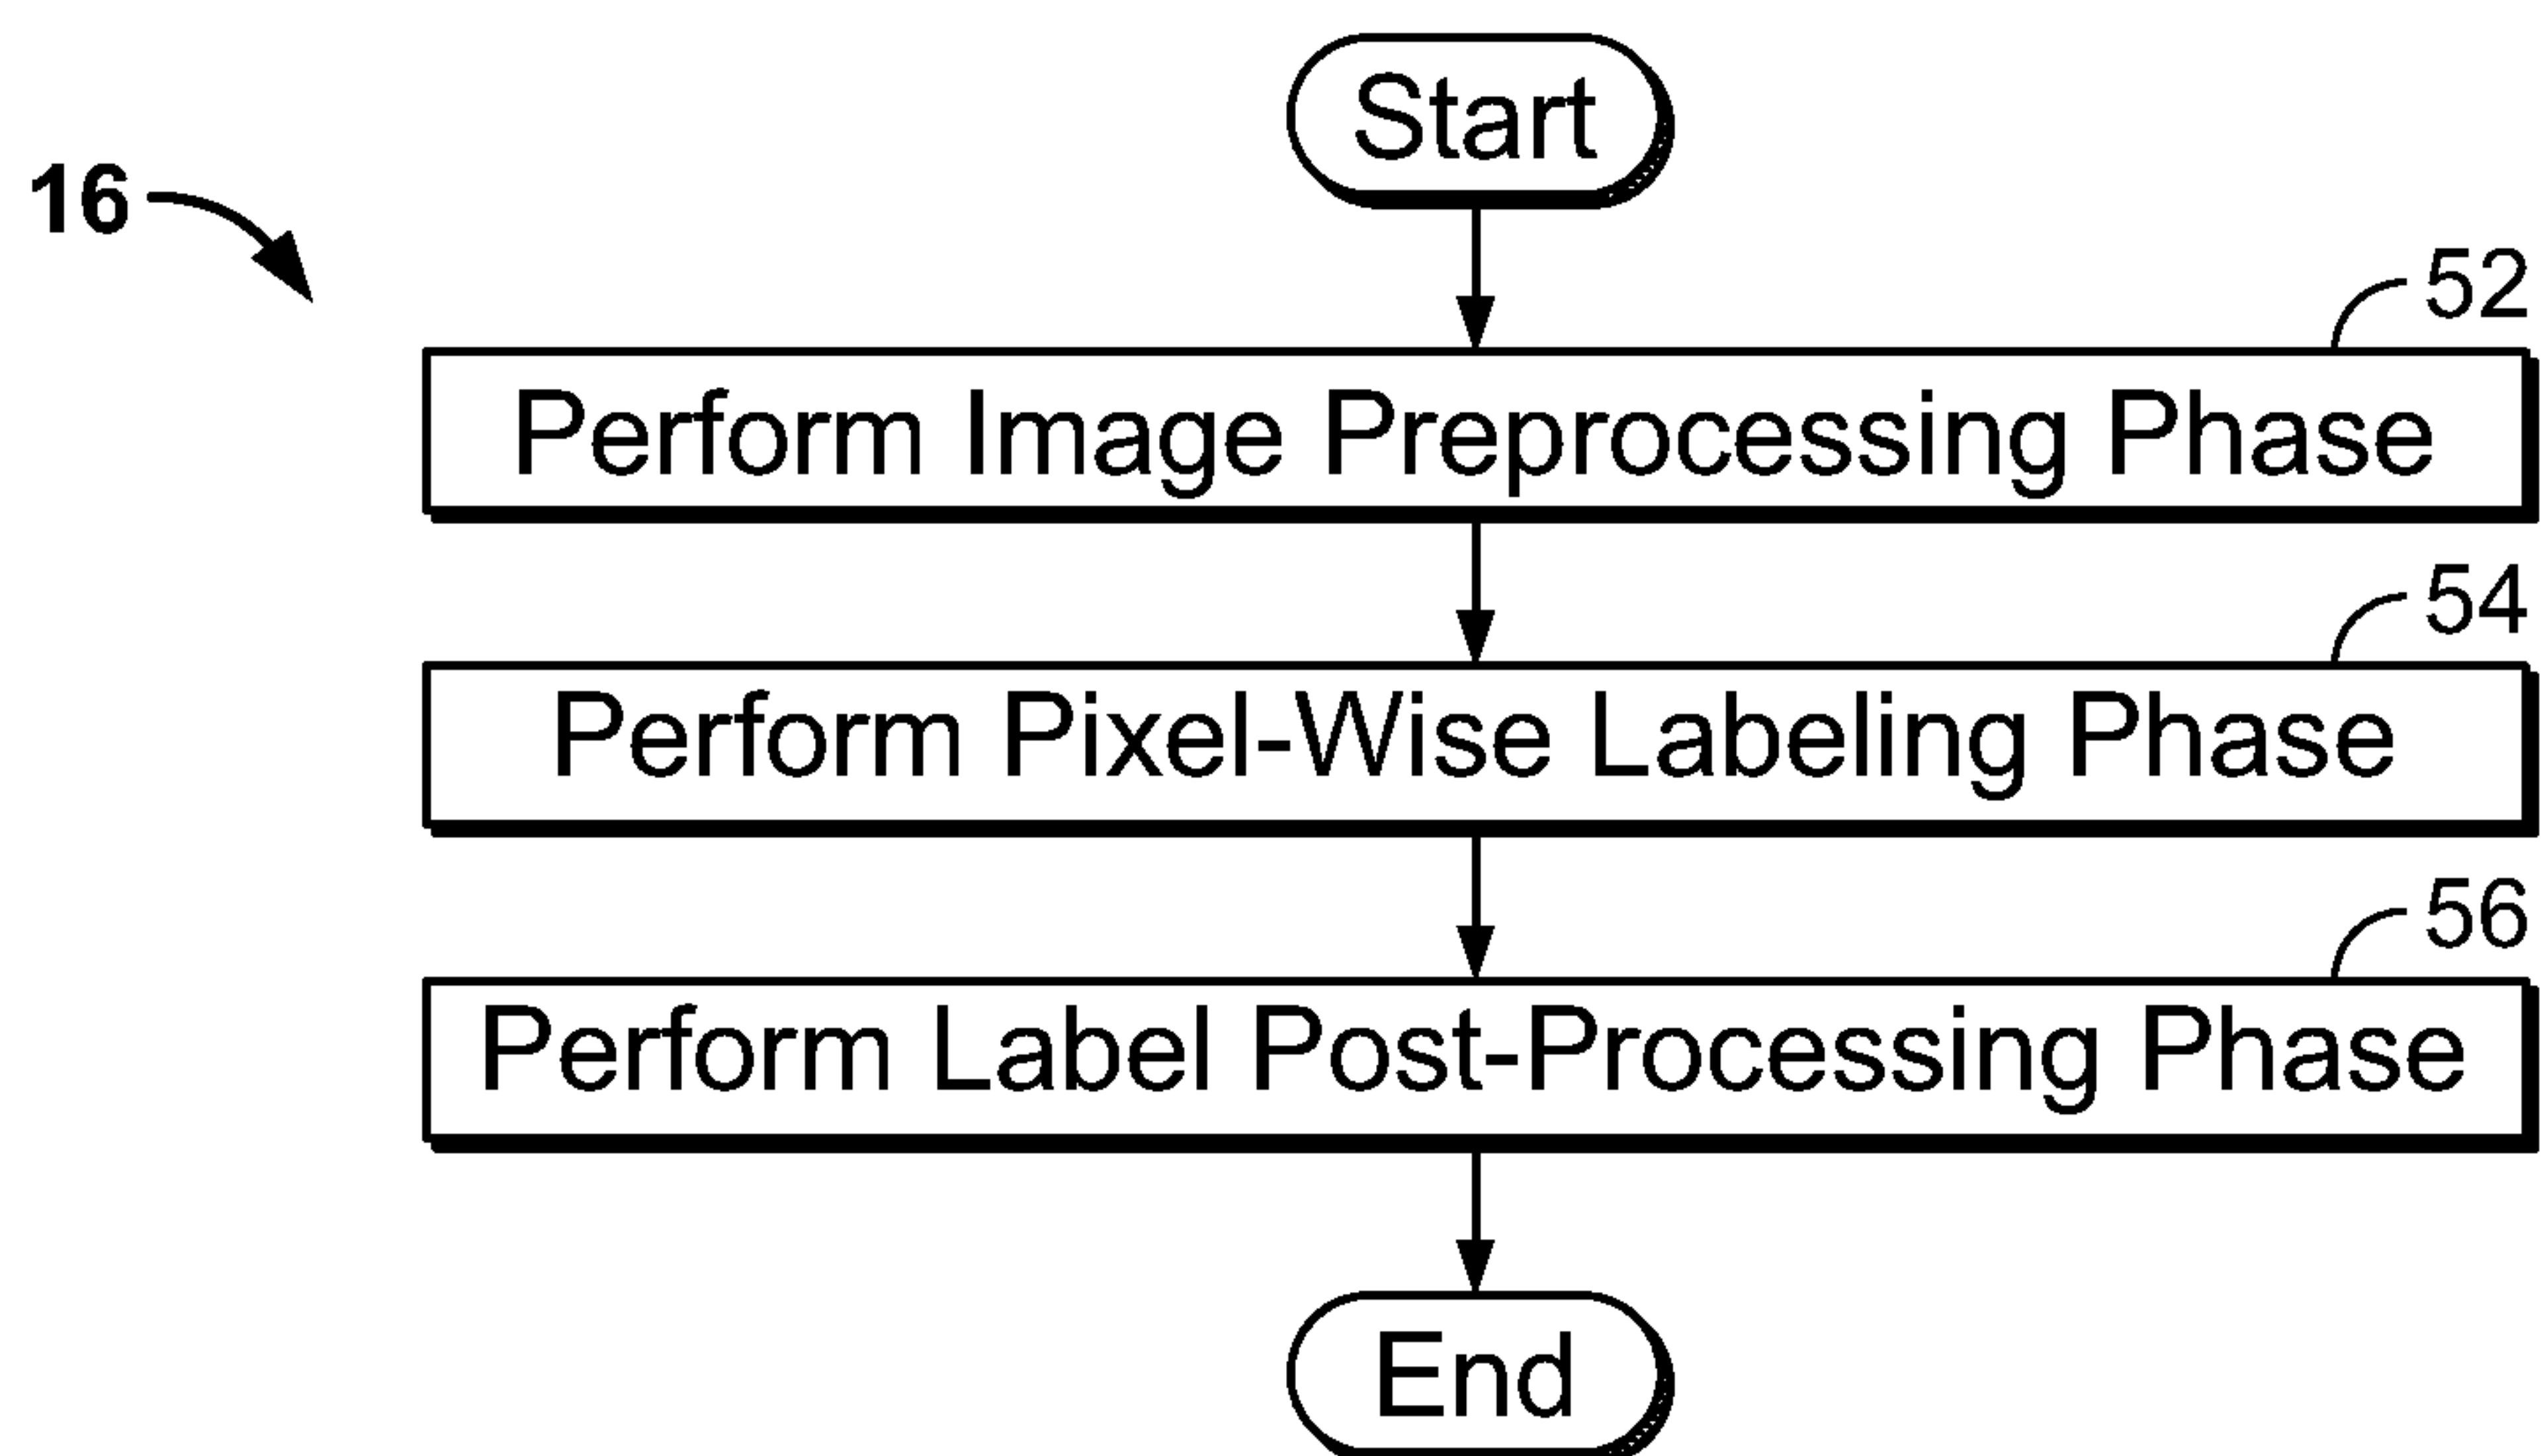 Start
16
52
Perform Image Preprocessing Phase
54
Perform Pixel-Wise Labeling Phase
56
Perform Label Post-Processing Phase
End